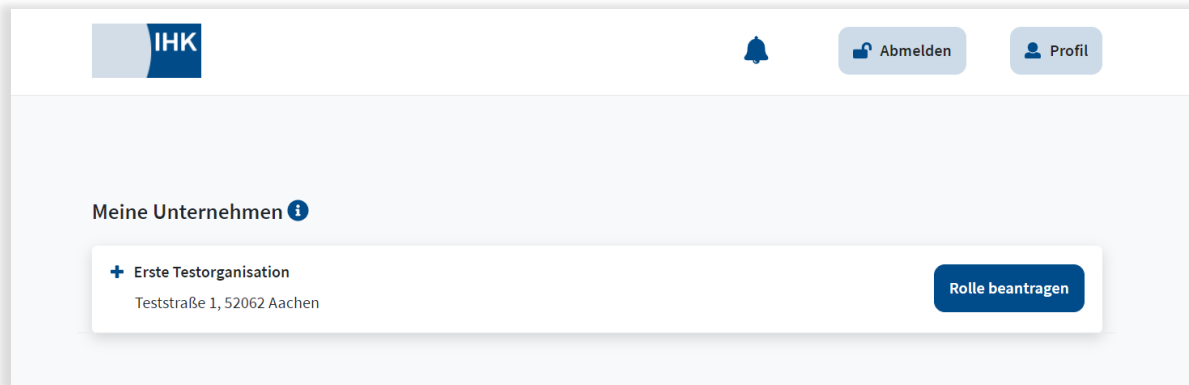 IHK
Abmelden
Profil
Meine Unternehmen
Erste Testorganisation
Teststraße 1, 52062 Aachen
Rolle beantragen